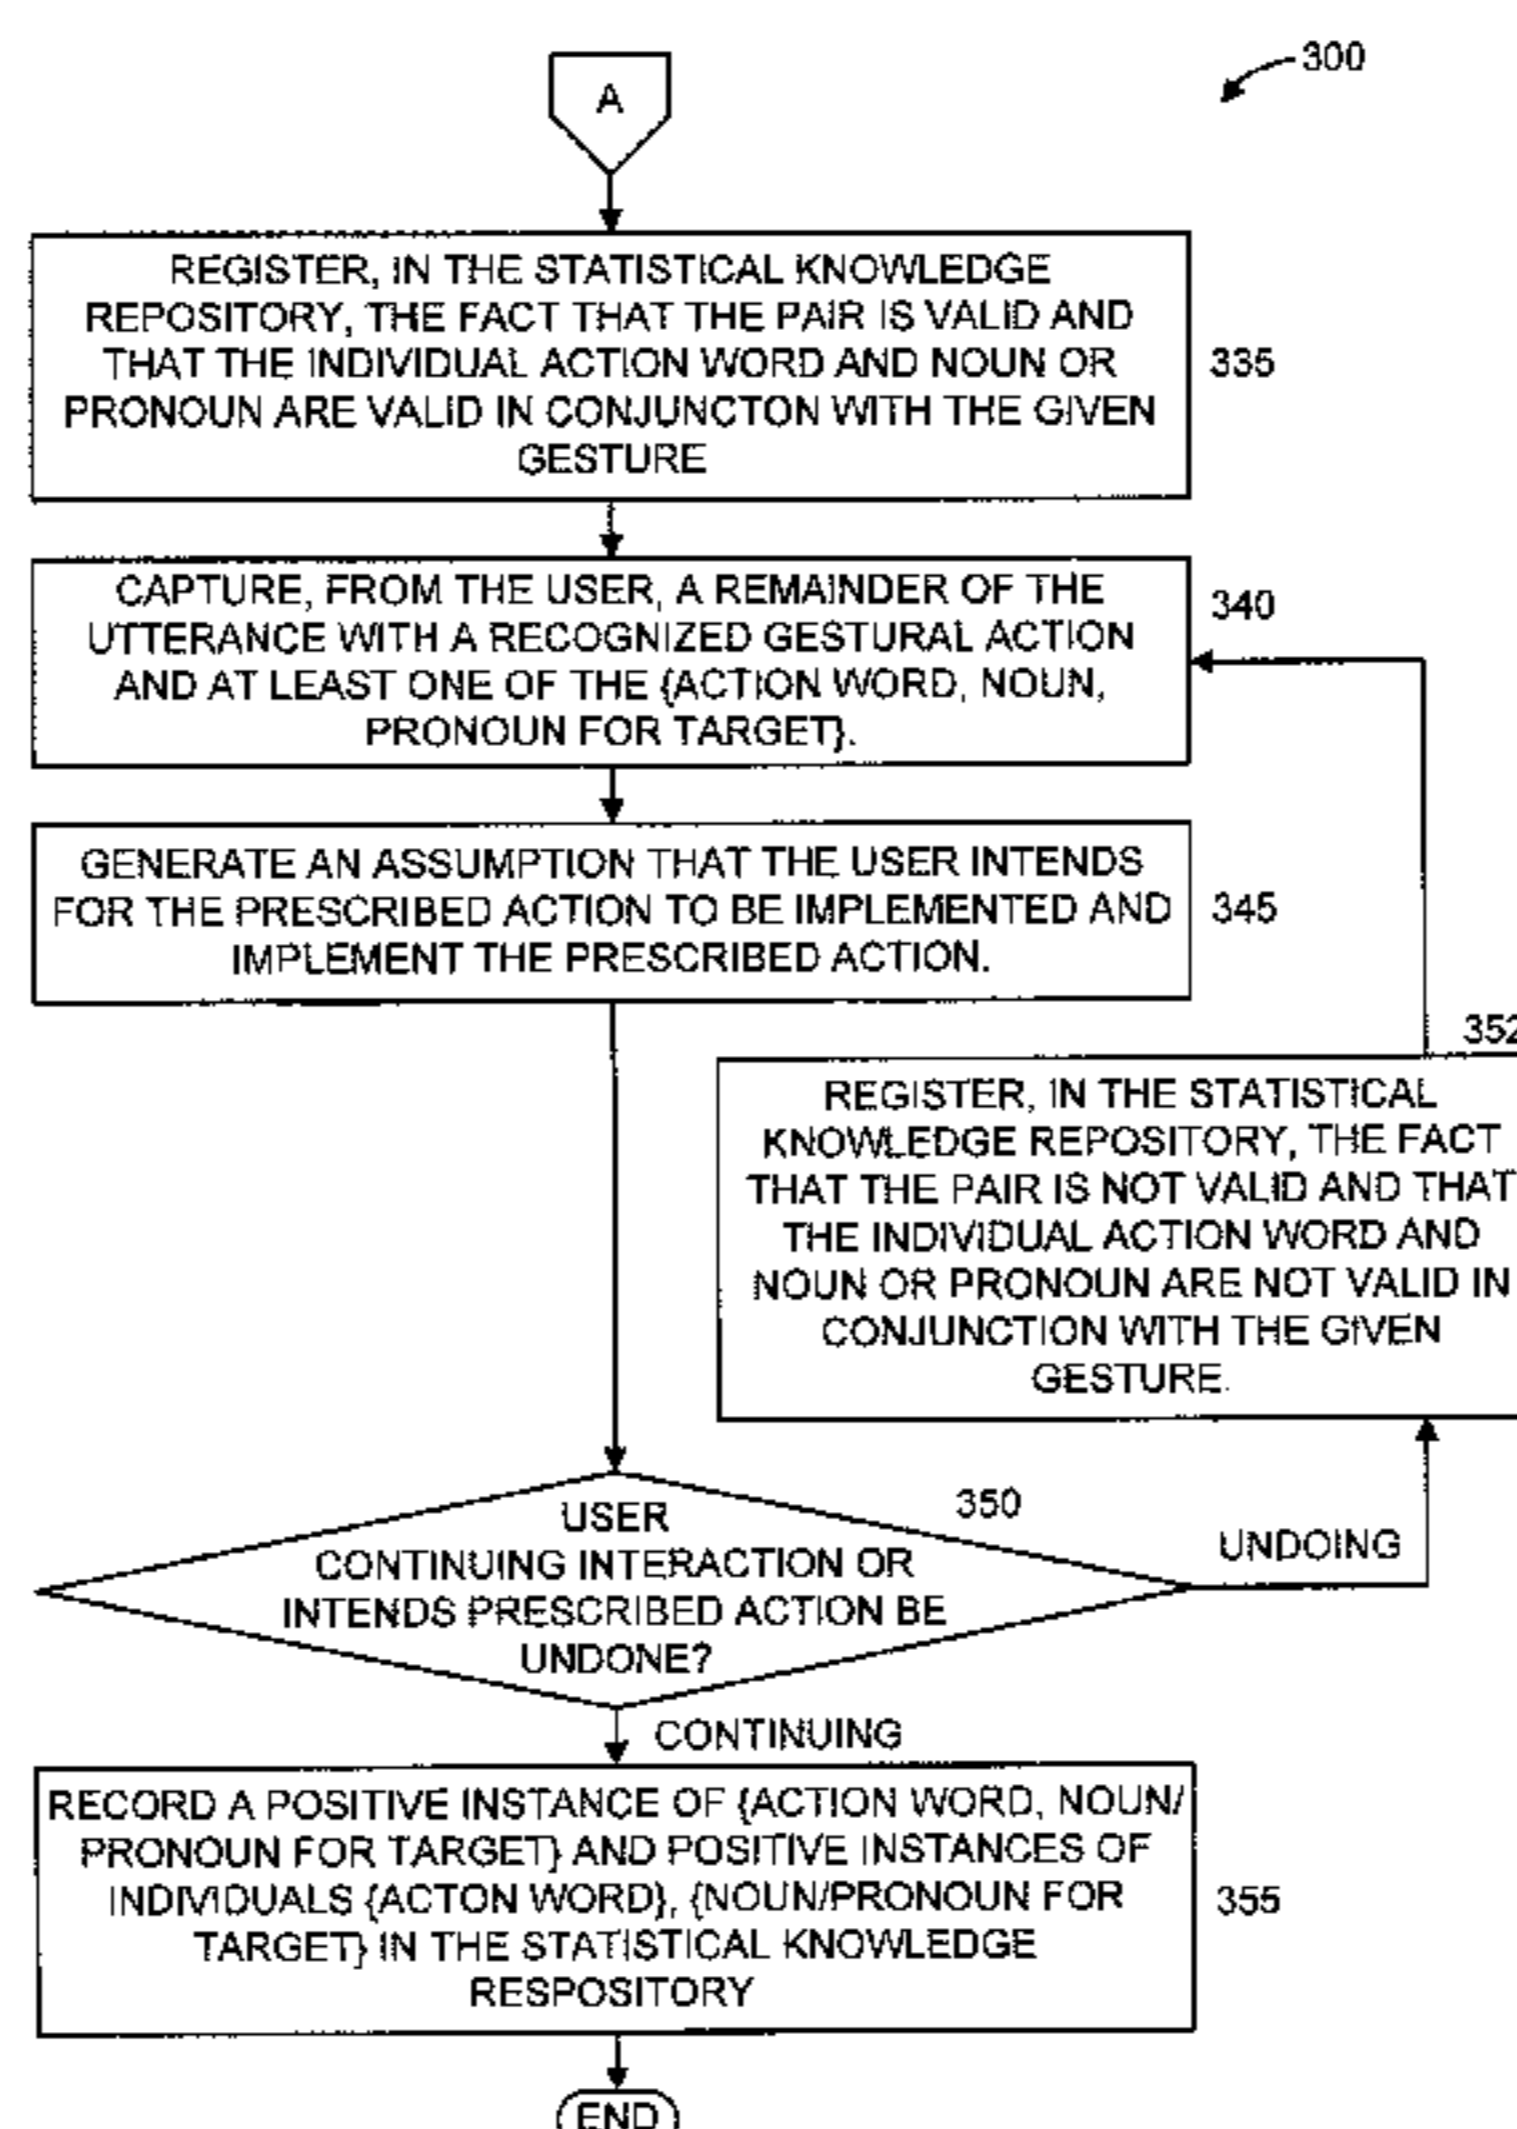 300
A
REGISTER, IN THE STATISTICAL KNOWLEDGE
REPOSITORY, THE FACT THAT THE PAIR IS VALID AND
THAT THE INDIVIDUAL ACTION WORD AND NOUN OR
PRONOUN ARE VALID IN CONJUNCTON WITH THE GIVEN
GESTURE
335
CAPTURE, FROM THE USER, A REMAINDER OF THE
UTTERANCE WITH A RECOGNIZED GESTURAL ACTION
AND AT LEAST ONE OF THE {ACTION WORD, NOUN,
PRONOUN FOR TARGET}.
340
GENERATE AN ASSUMPTION THAT THE USER INTENDS
FOR THE PRESCRIBED ACTION TO BE IMPLEMENTED AND
IMPLEMENT THE PRESCRIBED ACTION.
345
352
REGISTER, IN THE STATISTICAL
KNOWLEDGE REPOSITORY, THE FACT
THAT THE PAIR IS NOT VALID AND THAT
THE INDIVIDUAL ACTION WORD AND
NOUN OR PRONOUN ARE NOT VALID IN
CONJUNCTION WITH THE GIVEN
GESTURE.
350
USER
CONTINUING INTERACTION OR
INTENDS PRESCRIBED ACTION BE
UNDONE?
UNDOING
CONTINUING
RECORD A POSITIVE INSTANCE OF {ACTION WORD, NOUN/
PRONOUN FOR TARGET} AND POSITIVE INSTANCES OF
INDIVIDUALS {ACTON WORD}, {NOUN/PRONOUN FOR
TARGET} IN THE STATISTICAL KNOWLEDGE
RESPOSITORY
355
END